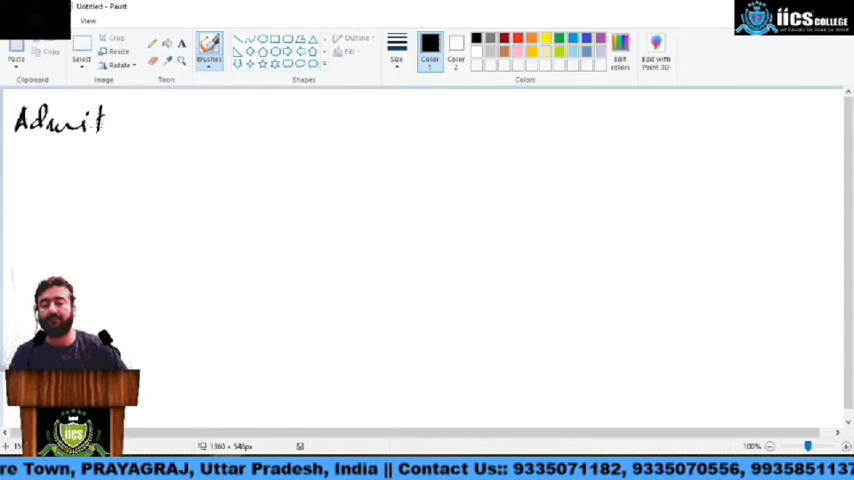 Untitled - Paint
View
Paste
Copy
Clipboard
Select
Crop
Resize
Rotate
Image
Tools
Brushes
Outline
Fill
Shapes
Size
Color 1
Color 2
Edit colors
Colors
Edit with Paint 3D
iics COLLEGE
Admit
iics
1360 × 548px
100%
re Town, PRAYAGRAJ, Uttar Pradesh, India || Contact Us:: 9335071182, 9335070556, 9935851137